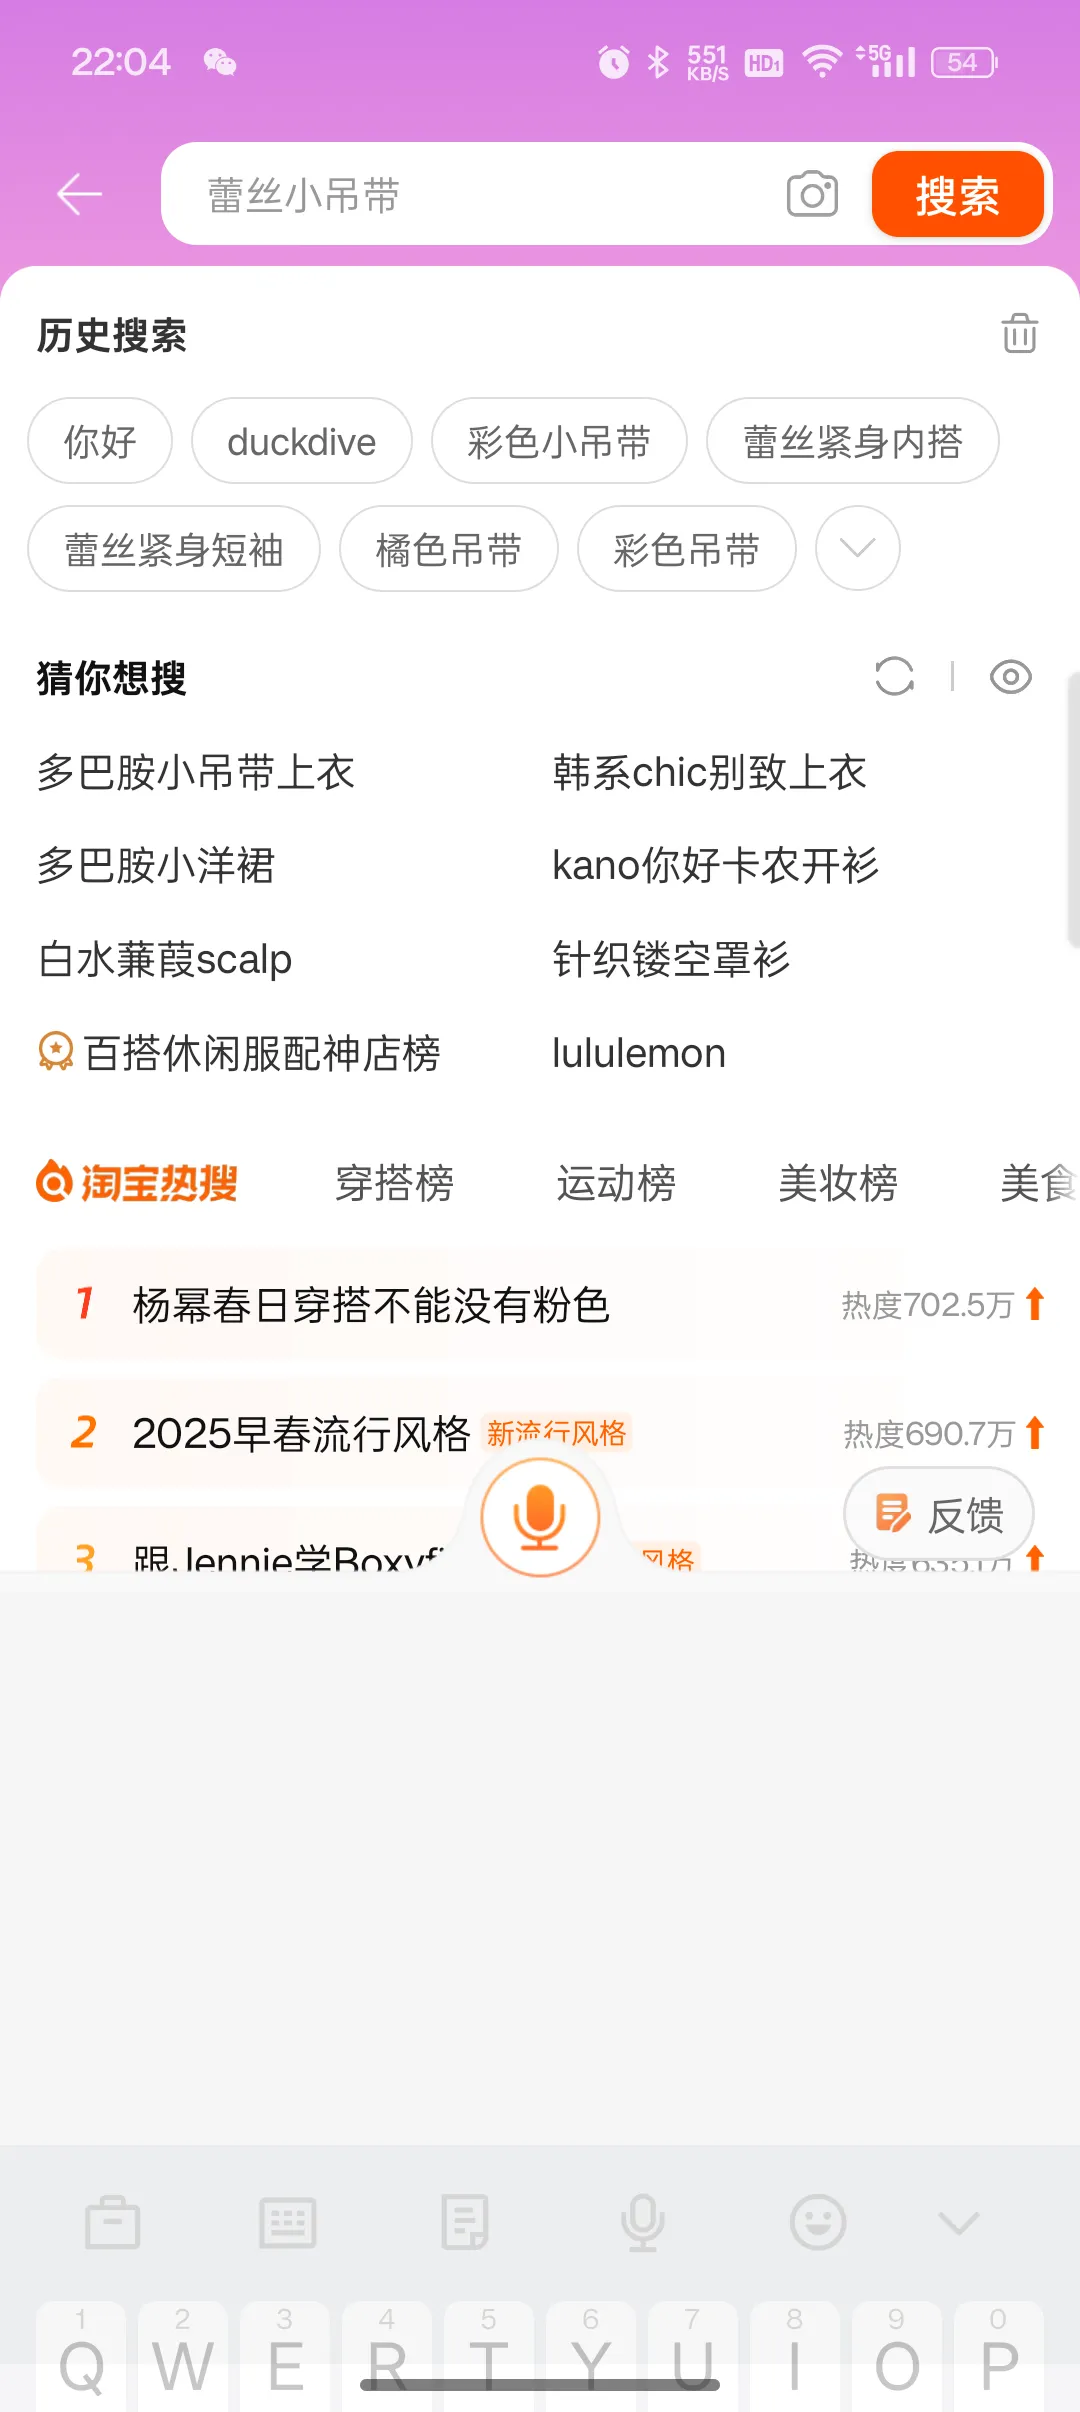 22:04
551 KB/S HD1 5G 54
蕾丝小吊带
搜索
历史搜索
你好
duckdive
彩色小吊带
蕾丝紧身内搭
蕾丝紧身短袖
橘色吊带
彩色吊带
猜你想搜
多巴胺小吊带上衣
韩系chic别致上衣
多巴胺小洋裙
kano你好卡农开衫
白水蒹葭scalp
针织镂空罩衫
百搭休闲服配神店榜
lululemon
淘宝热搜
穿搭榜
运动榜
美妆榜
美食
1 杨幂春日穿搭不能没有粉色 热度702.5万
2 2025早春流行风格 新流行风格 热度690.7万
反馈
3 跟Jennie学Boxy 风格 热度635.1万
1 2 3 4 5 6 7 8 9 0
Q W E R T Y U I O P